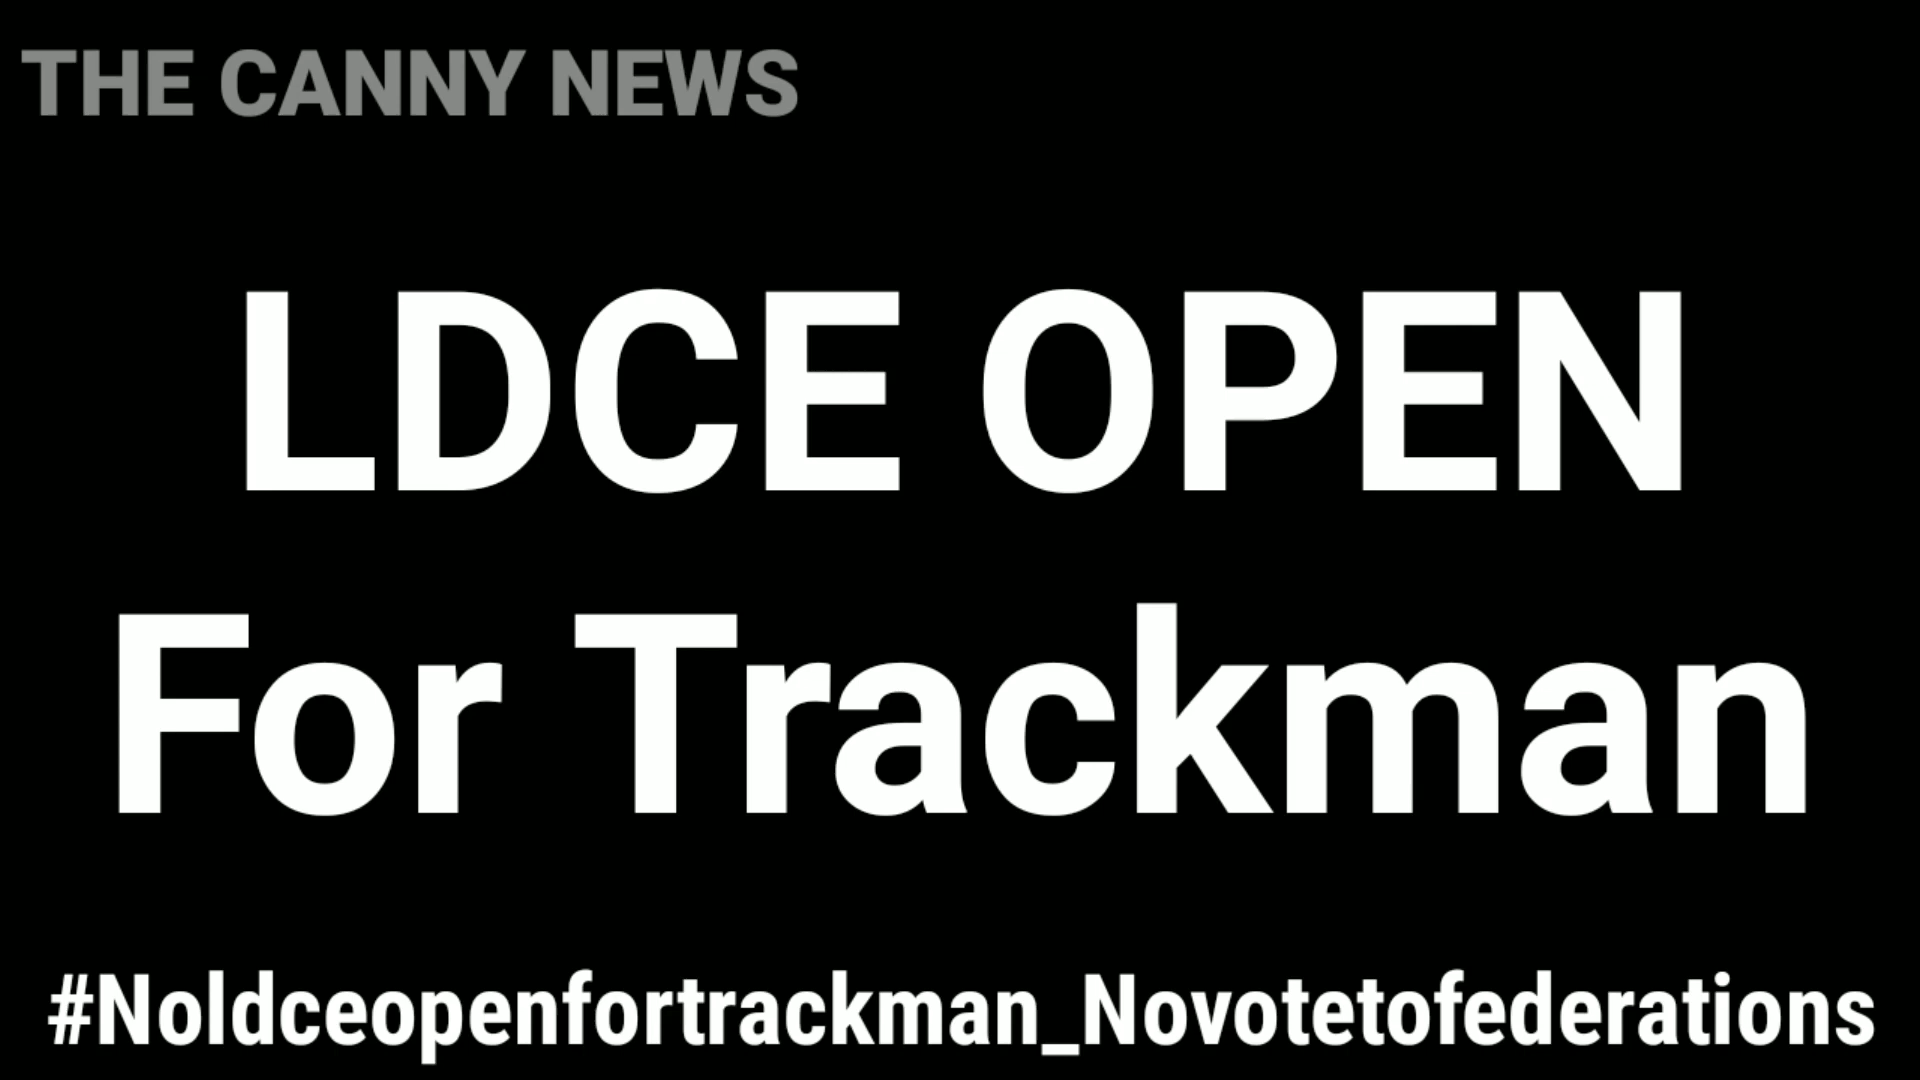 THE CANNY NEWS
LDCE OPEN
For Trackman
#Noldceopenfortrackman_Novotetofederations